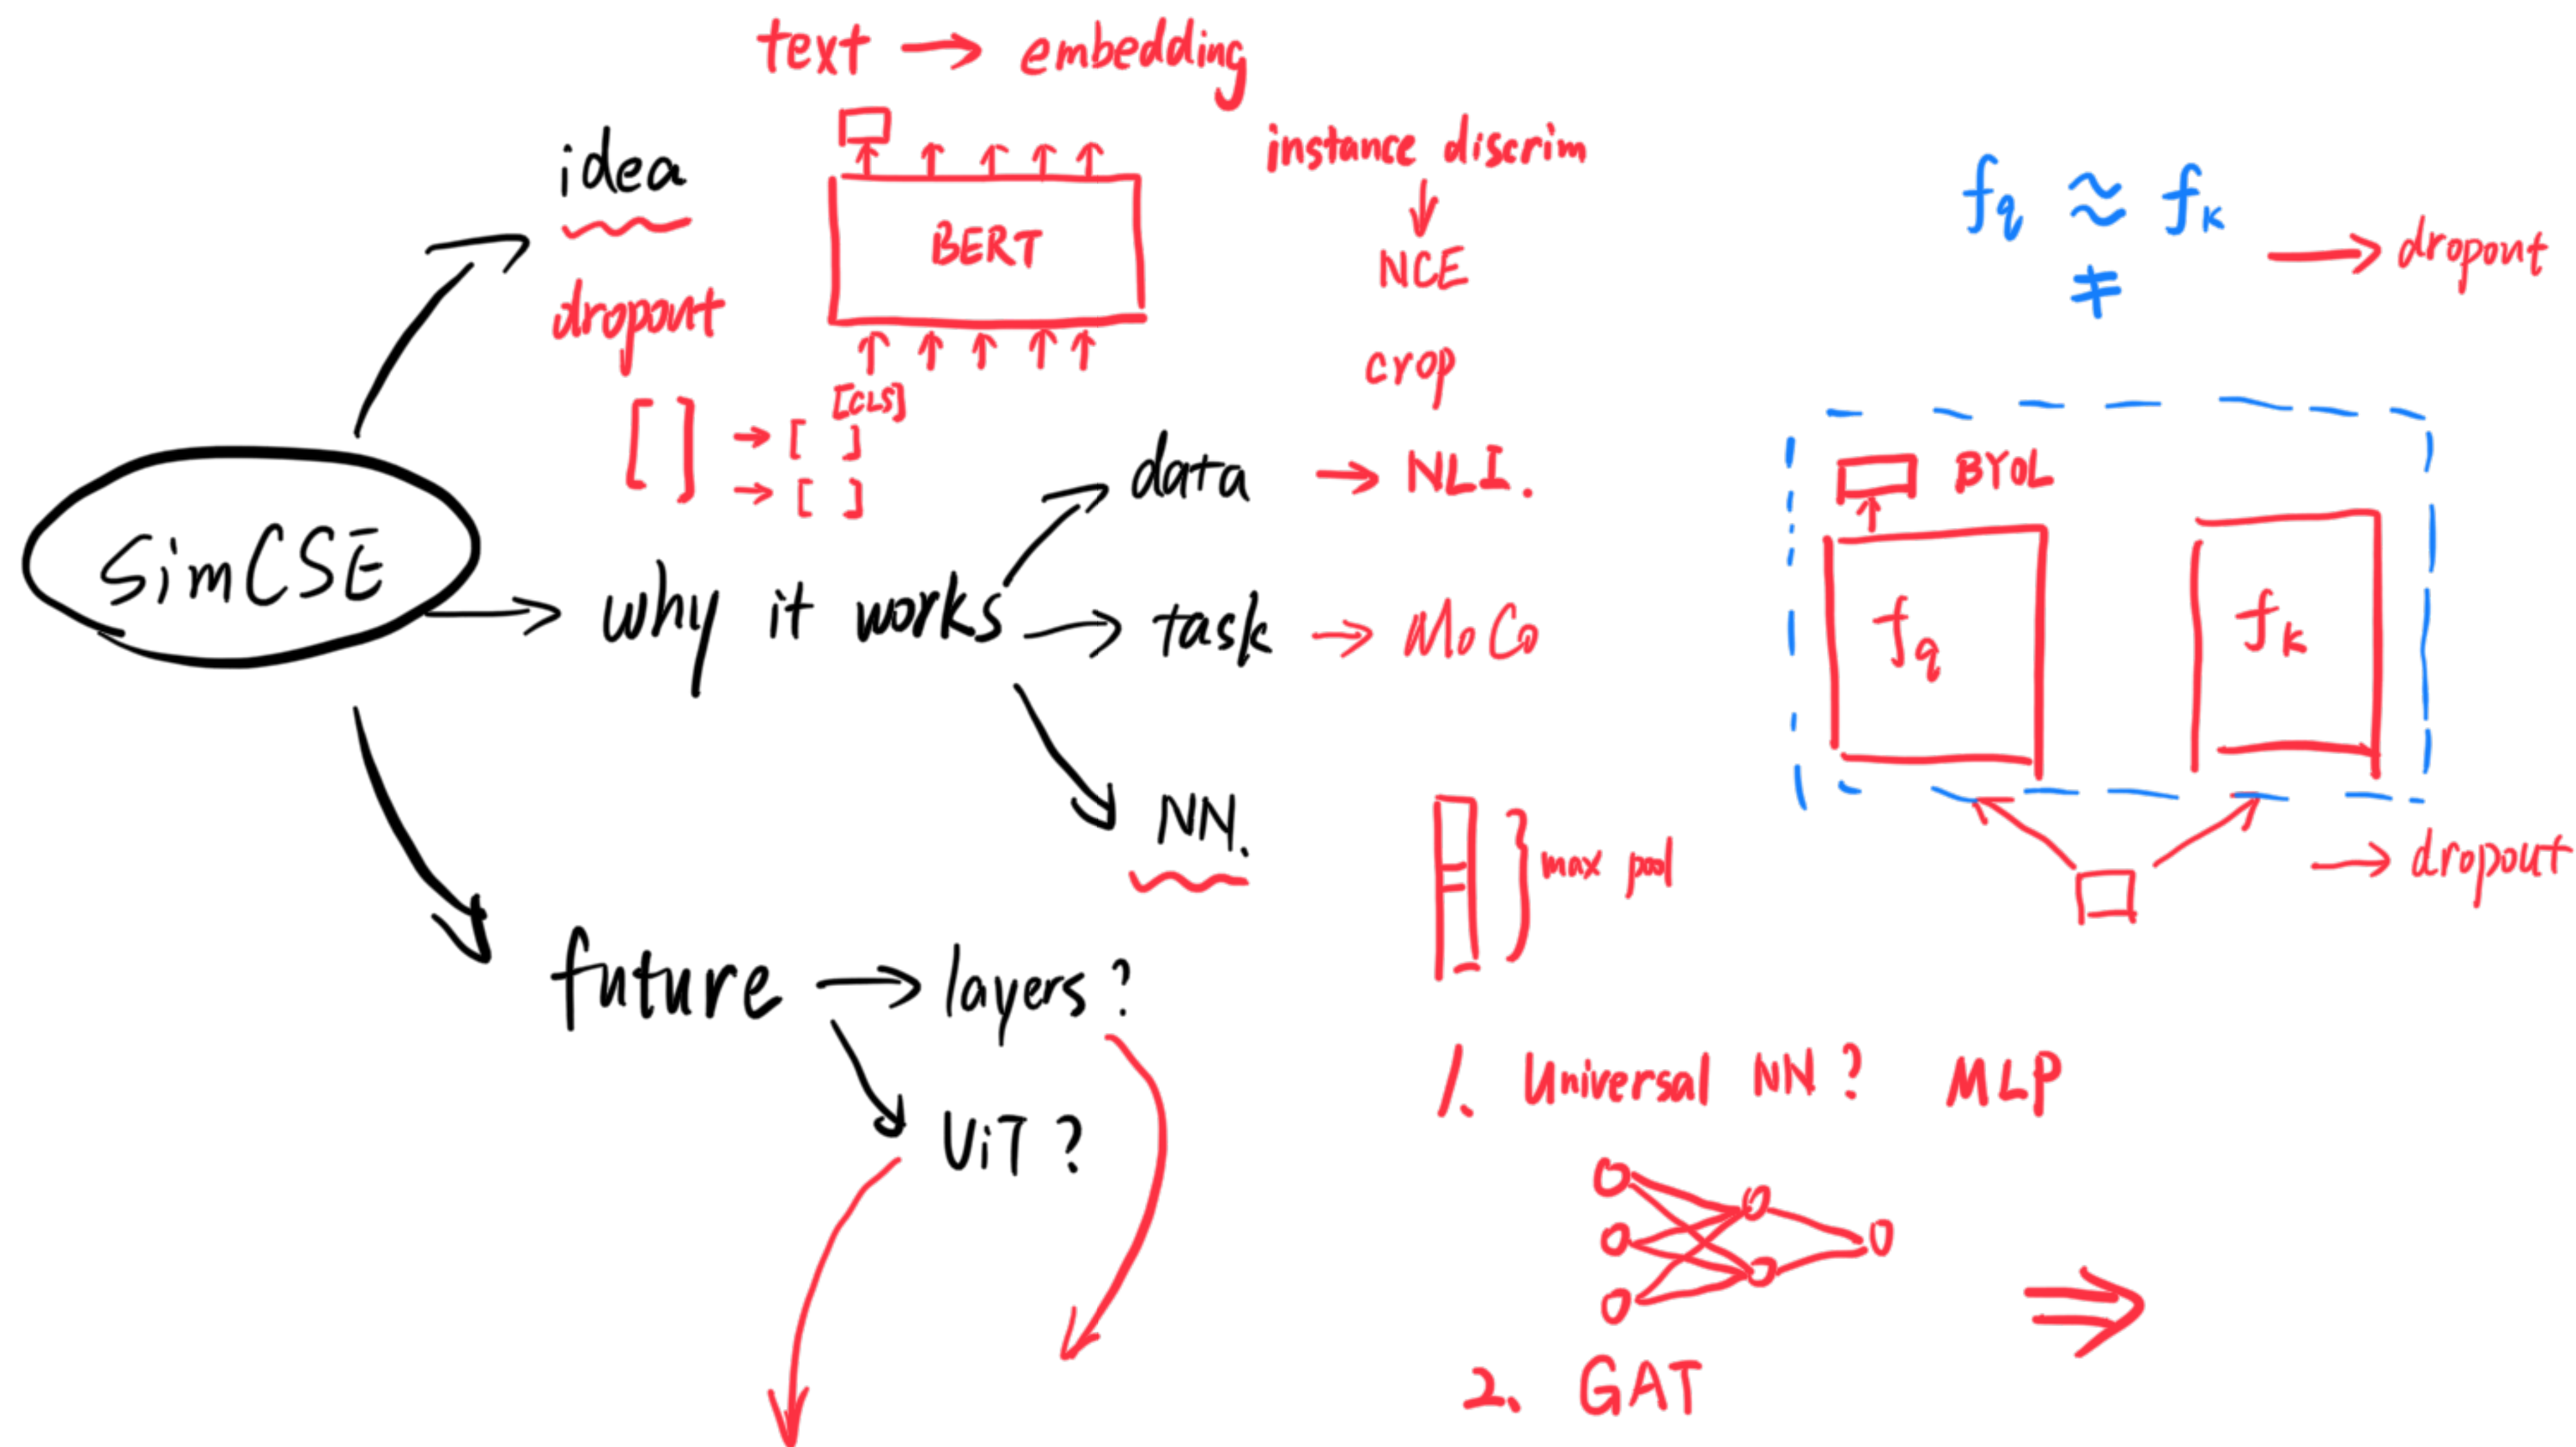 text → embedding
idea
dropout
BERT
[CLS]
[ ] → [ ]
→ [ ]
instance discrim
↓
NCE
crop
SimCSE
why it works
data → NLI.
task → MoCo
NN.
future → layers?
ViT?
fq ≈ fk
≠
→ dropout
BYOL
fq
fk
→ dropout
max pool
1. Universal NN? MLP
2. GAT
⇒